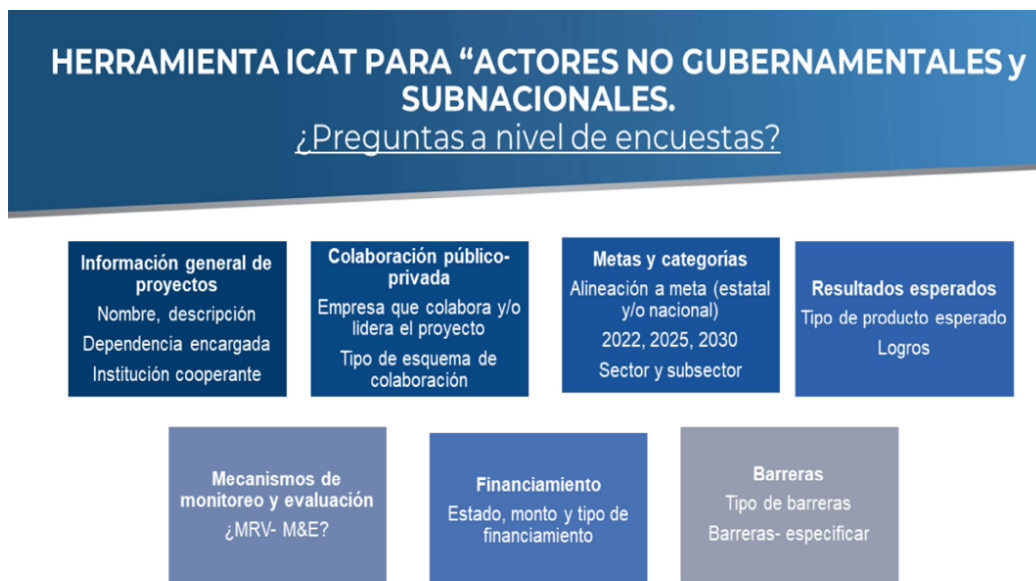 HERRAMIENTA ICAT PARA “ACTORES NO GUBERNAMENTALES y
SUBNACIONALES.
¿Preguntas a nivel de encuestas?
Información general de
proyectos
Nombre, descripción
Dependencia encargada
Institución cooperante
Colaboración público-
privada
Empresa que colabora y/o
lidera el proyecto
Tipo de esquema de
colaboración
Metas y categorías
Alineación a meta (estatal
y/o nacional)
2022, 2025, 2030
Sector y subsector
Resultados esperados
Tipo de producto esperado
Logros
Mecanismos de
monitoreo y evaluación
¿MRV- M&E?
Financiamiento
Estado, monto y tipo de
financiamiento
Barreras
Tipo de barreras
Barreras- especificar